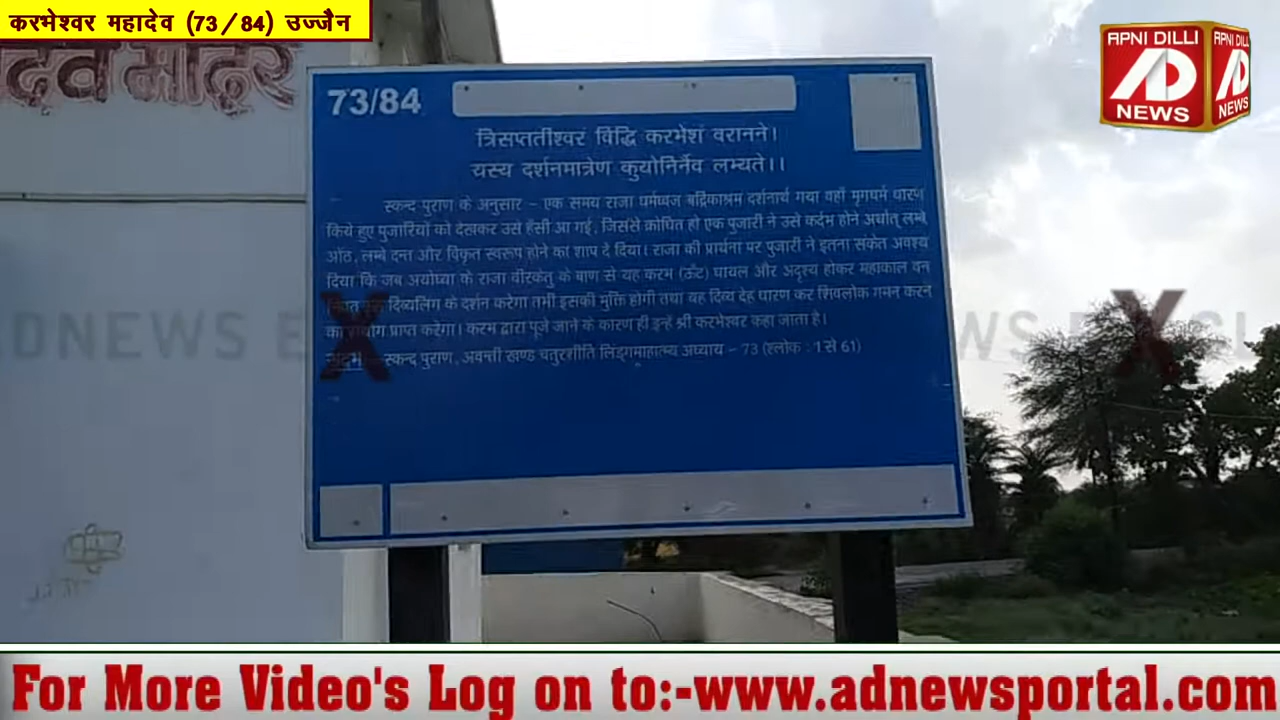 करभेश्वर महादेव (73/84) उज्जैन
APNI DILLI
AD
NEWS
APNI DILLI
AD
NEWS
73/84
त्रिसप्ततीश्वरं विद्धि करभेशं वरानने।
यस्य दर्शनमात्रेण कुयोनिर्नैव लभ्यते।।
स्कन्द पुराण के अनुसार - एक समय राजा धर्मध्वज बद्रिकाश्रम दर्शनार्थ गया वहाँ मृगधर्म धारण
किये हुए पुजारियों को देखकर उसे हँसी आ गई, जिससे क्रोधित हो एक पुजारी ने उसे कर्दभ होने अर्थात् लम्बे
ओंठ, लम्बे दन्त और विकृत स्वरूप होने का शाप दे दिया। राजा की प्रार्थना पर पुजारी ने इतना संकेत अवश्य
दिया कि जब अयोध्या के राजा वीरकेतु के बाण से यह करभ (ऊँट) घायल और अदृश्य होकर महाकाल वन
दिव्यलिंग के दर्शन करेगा तभी इसकी मुक्ति होगी तथा वह दिव्य देह धारण कर शिवलोक गमन करन
का प्राप्त करेगा। करभ द्वारा पूजे जाने के कारण ही इन्हें श्री करभेश्वर कहा जाता है।
स्कन्द पुराण, अवन्ती खण्ड चतुरशीति लिङ्गमाहात्म्य अध्याय - 73 (श्लोक : 1 से 61)
ADNEWS
X
X
For More Video's Log on to:-www.adnewsportal.com